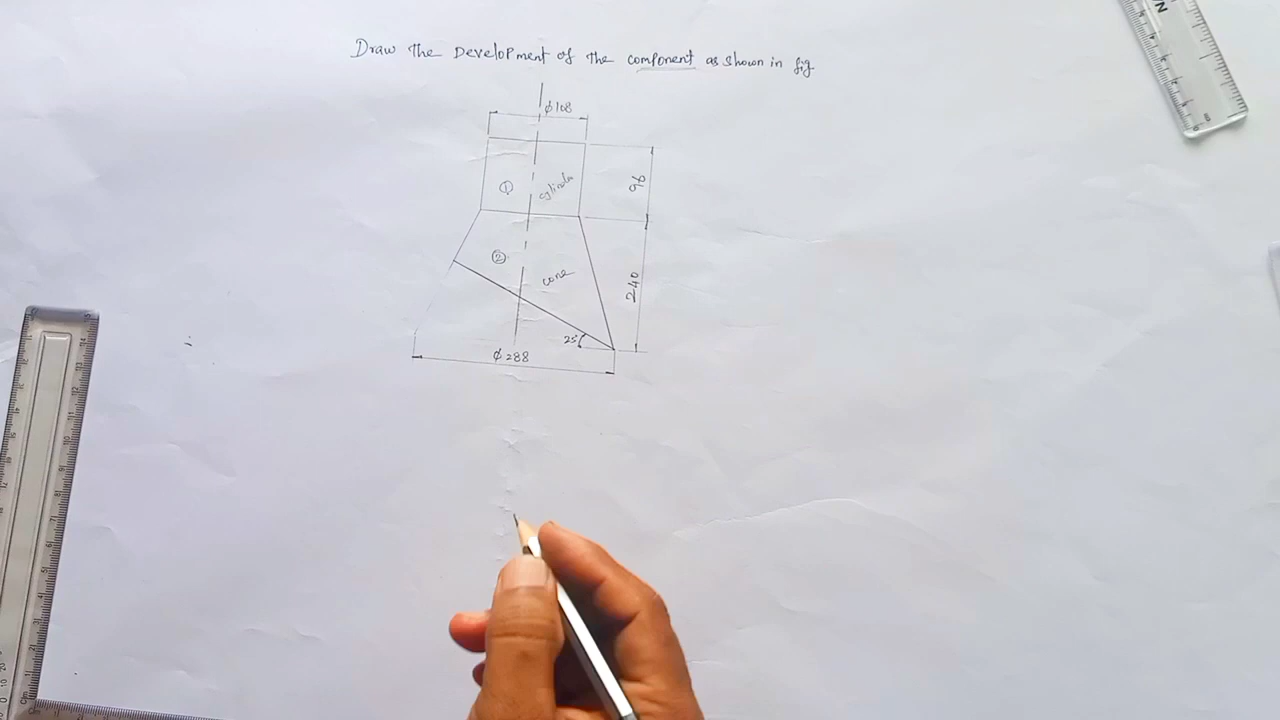 Draw the Development of the component as shown in fig
φ108
① cylinder
96
② cone
240
25°
φ288